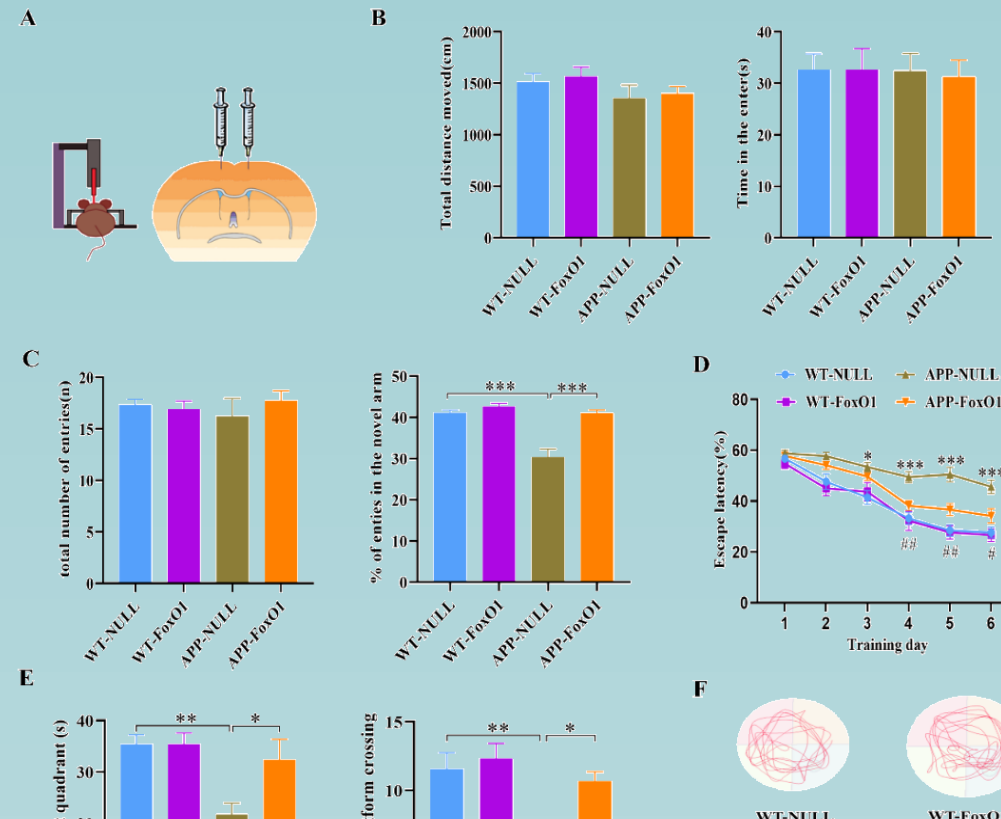 A
B
Total distance moved(cm)
2000
1500
1000
500
0
WT-NULL
WT-FoxO1
APP-NULL
APP-FoxO1
Time in the enter(s)
40
30
20
10
0
WT-NULL
WT-FoxO1
APP-NULL
APP-FoxO1
C
total number of entries(n)
20
15
10
5
0
WT-NULL
WT-FoxO1
APP-NULL
APP-FoxO1
% of enties in the novel arm
50
40
30
20
10
0
*** ***
WT-NULL
WT-FoxO1
APP-NULL
APP-FoxO1
D
WT-NULL APP-NULL
WT-FoxO1 APP-FoxO1
Escape latency(%)
80
60
40
20
0
* *** *** ***
## ## #
1 2 3 4 5 6
Training day
E
quadrant (s)
40
30
** *
form crossing
15
10
** *
F
WT-NULL WT-FoxO